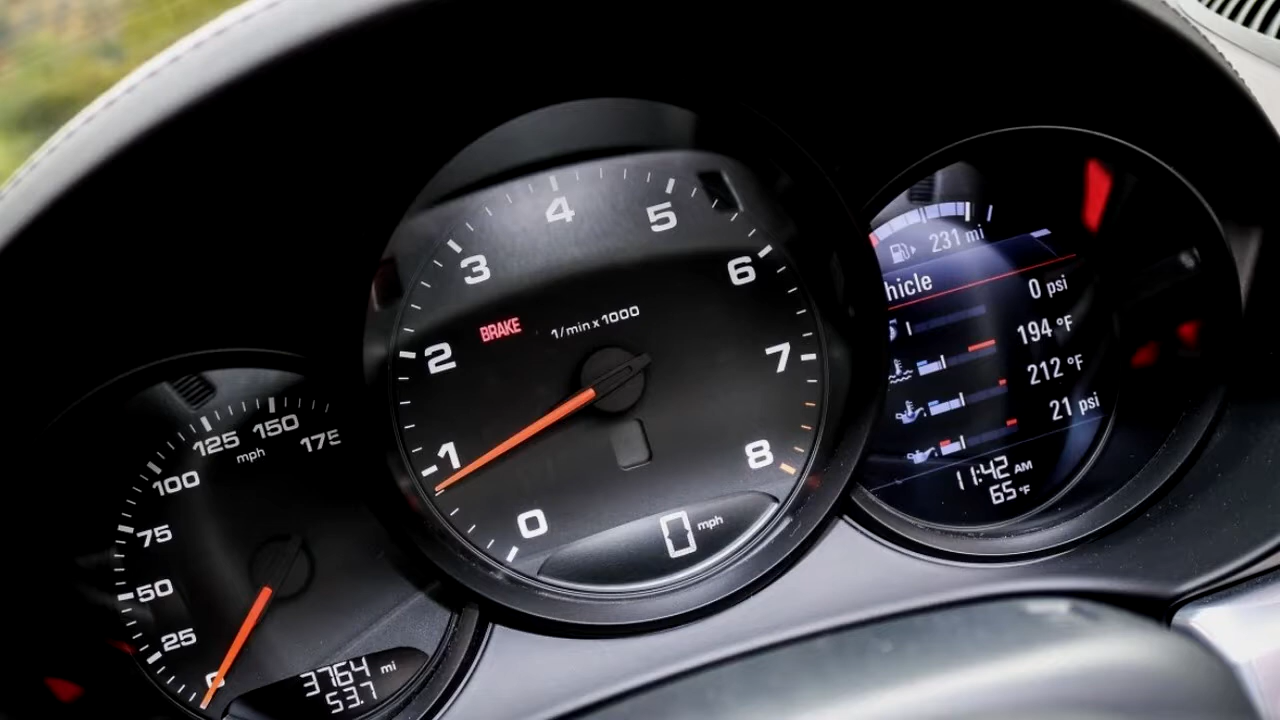 175
150
125
mph
100
75
50
25
0
3764 mi
53.7
4
5
3
6
1/min x 1000
BRAKE
2
7
1
8
0
0 mph
231 mi
hicle
0 psi
194 °F
212 °F
21 psi
11:42 AM
65 °F